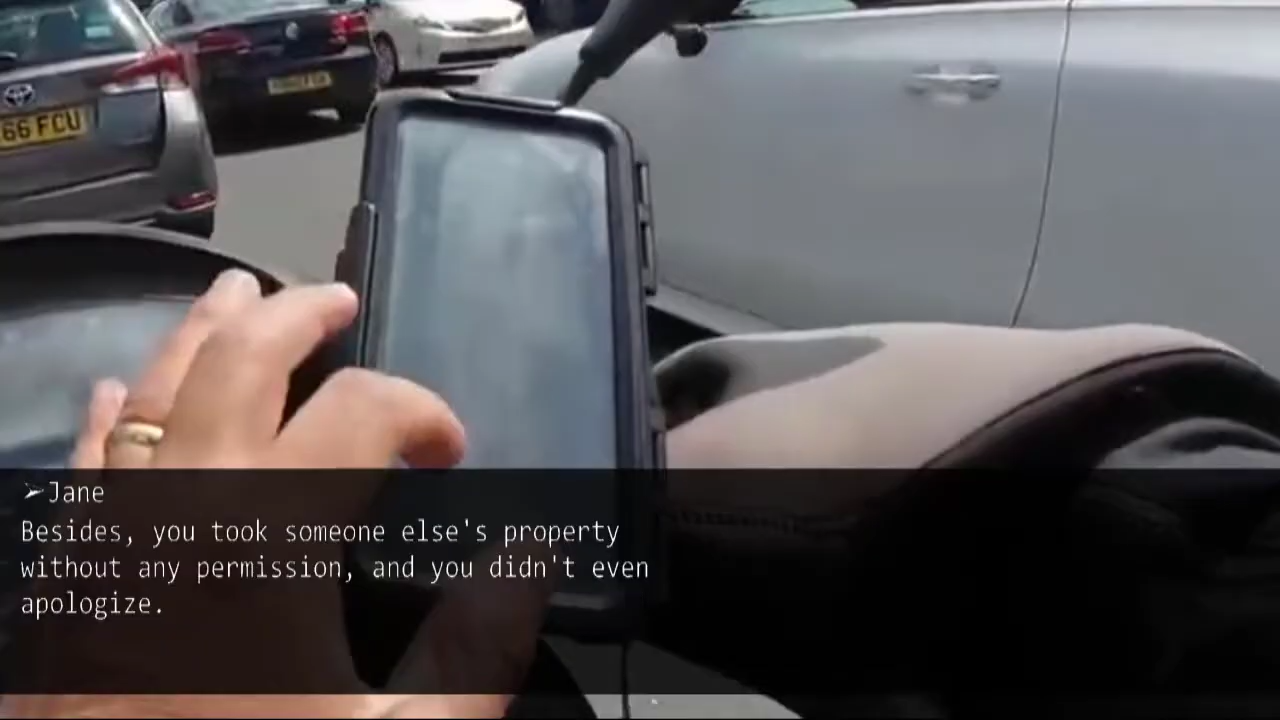 66 FCU
➢Jane
Besides, you took someone else's property
without any permission, and you didn't even
apologize.